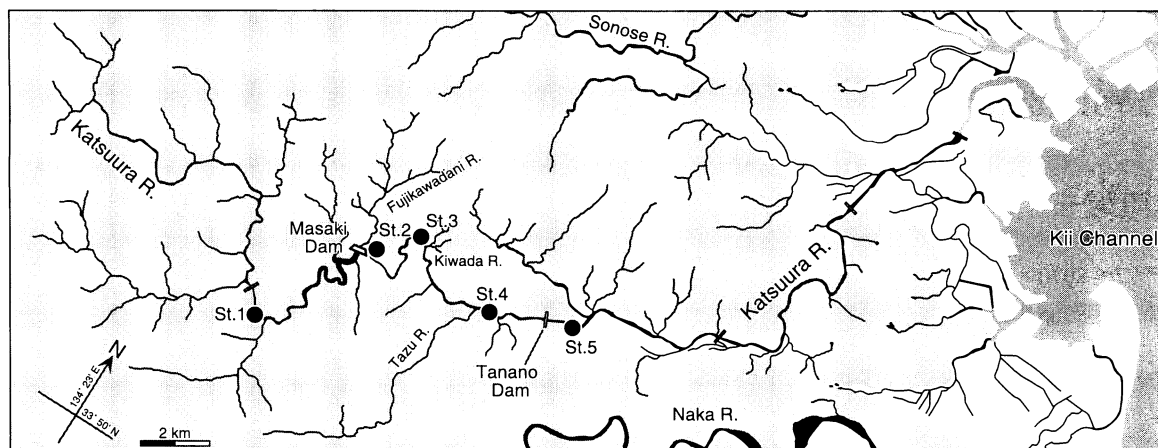 Sonose R.
Katsuura R.
Fujikawadani R.
Masaki
Dam
St.2
St.3
Kiwada R.
Kii Channel
Katsuura R.
St.1
St.4
St.5
Tazu R.
Tanano
Dam
N
134° 23' E
33° 50' N
2 km
Naka R.